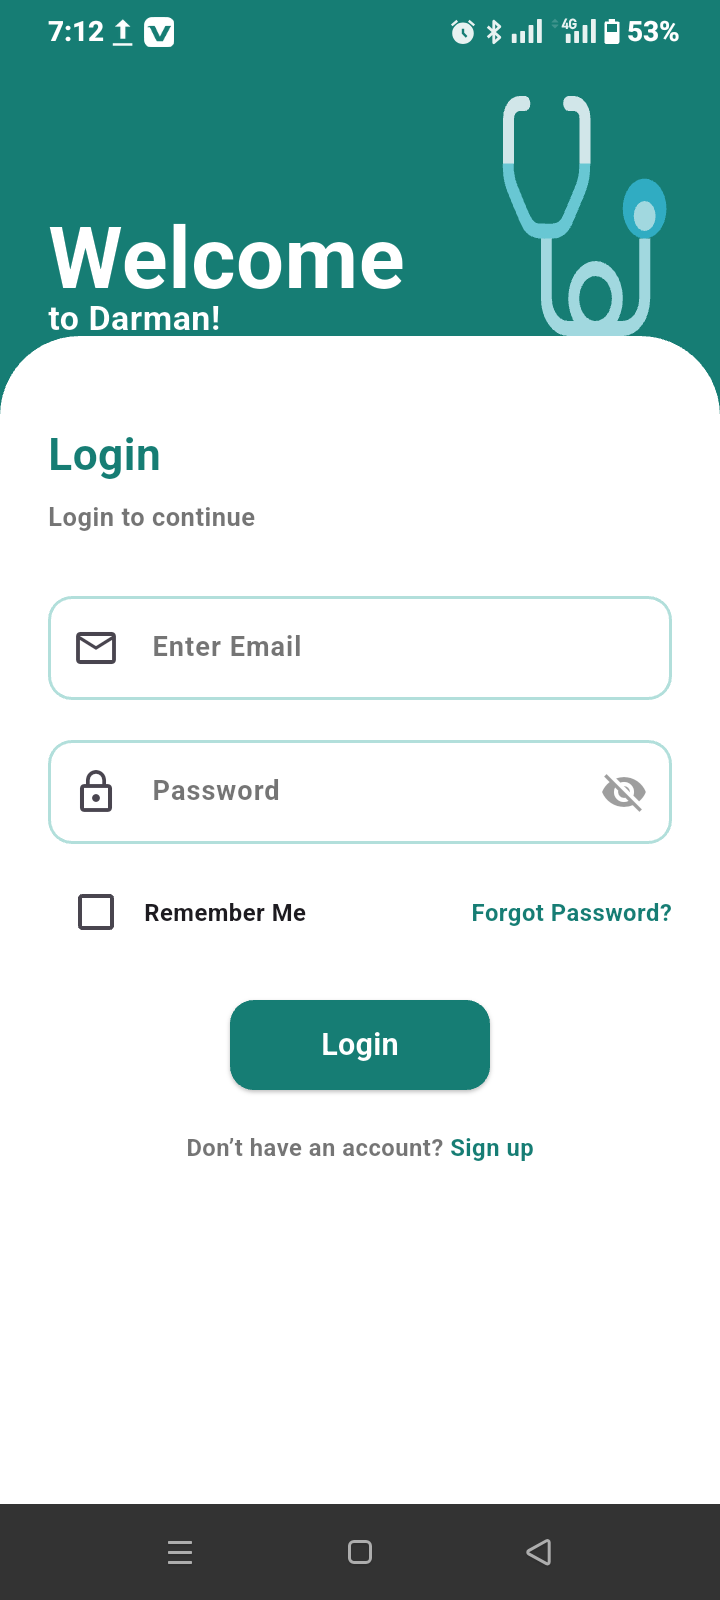 7:12 4G 53%
Welcome
to Darman!
Login
Login to continue
Enter Email
Password
Remember Me Forgot Password?
Login
Don’t have an account? Sign up